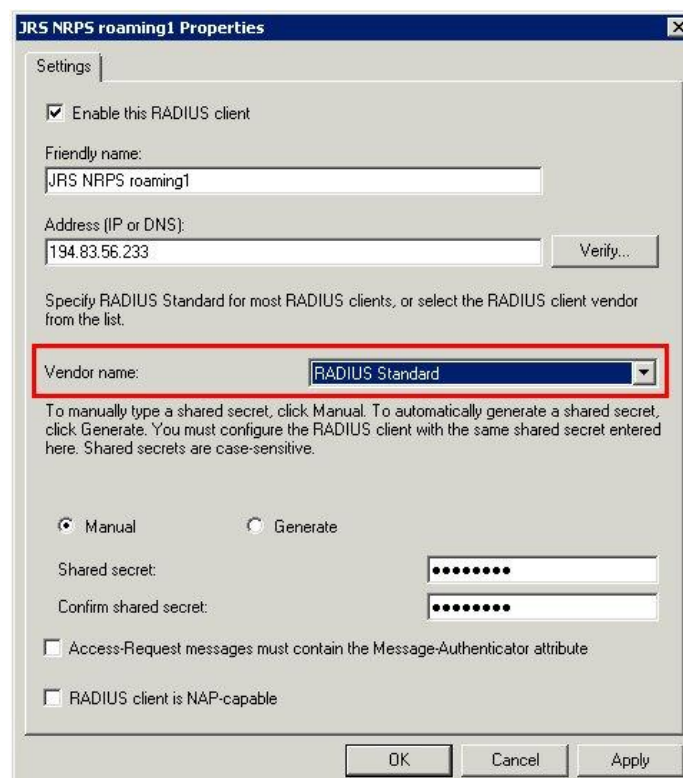 JRS NRPS roaming1 Properties
Settings
Enable this RADIUS client
Friendly name:
JRS NRPS roaming1
Address (IP or DNS):
194.83.56.233
Verify...
Specify RADIUS Standard for most RADIUS clients, or select the RADIUS client vendor
from the list.
Vendor name:
RADIUS Standard
To manually type a shared secret, click Manual. To automatically generate a shared secret,
click Generate. You must configure the RADIUS client with the same shared secret entered
here. Shared secrets are case-sensitive.
Manual
Generate
Shared secret:
••••••••
Confirm shared secret:
••••••••
Access-Request messages must contain the Message-Authenticator attribute
RADIUS client is NAP-capable
OK
Cancel
Apply